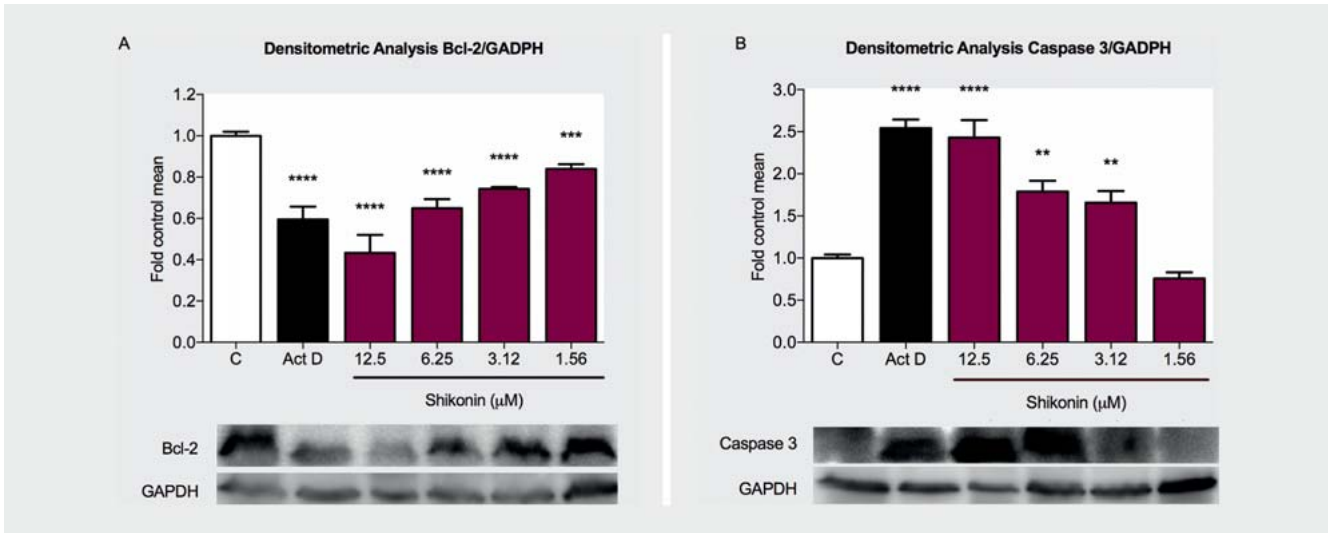 A
Densitometric Analysis Bcl-2/GADPH
Fold control mean
1.2
1.0
0.8
0.6
0.4
0.2
0.0
****
****
****
****
***
C Act D 12.5 6.25 3.12 1.56
Shikonin (μM)
Bcl-2
GAPDH
B
Densitometric Analysis Caspase 3/GADPH
Fold control mean
3.0
2.5
2.0
1.5
1.0
0.5
0.0
****
****
**
**
C Act D 12.5 6.25 3.12 1.56
Shikonin (μM)
Caspase 3
GAPDH